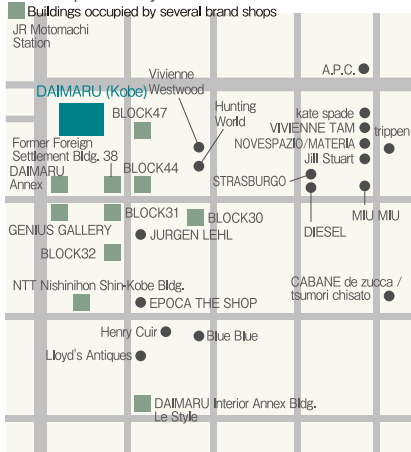 Buildings occupied by several brand shops
JR Motomachi
Station
A.P.C.
Vivienne
Westwood
DAIMARU (Kobe)
Hunting
World
BLOCK47
kate spade
VIVIENNE TAM
trippen
NOVESPAZIO/MATERIA
Former Foreign
Settlement Bldg. 38
Jill Stuart
DAIMARU
Annex
BLOCK44
STRASBURGO
GENIUS GALLERY
BLOCK31
BLOCK30
MIU MIU
DIESEL
JURGEN LEHL
BLOCK32
NTT Nishinihon Shin-Kobe Bldg.
CABANE de zucca /
tsumori chisato
EPOCA THE SHOP
Henry Cuir
Blue Blue
Lloyd's Antiques
DAIMARU Interior Annex Bldg.
Le Style